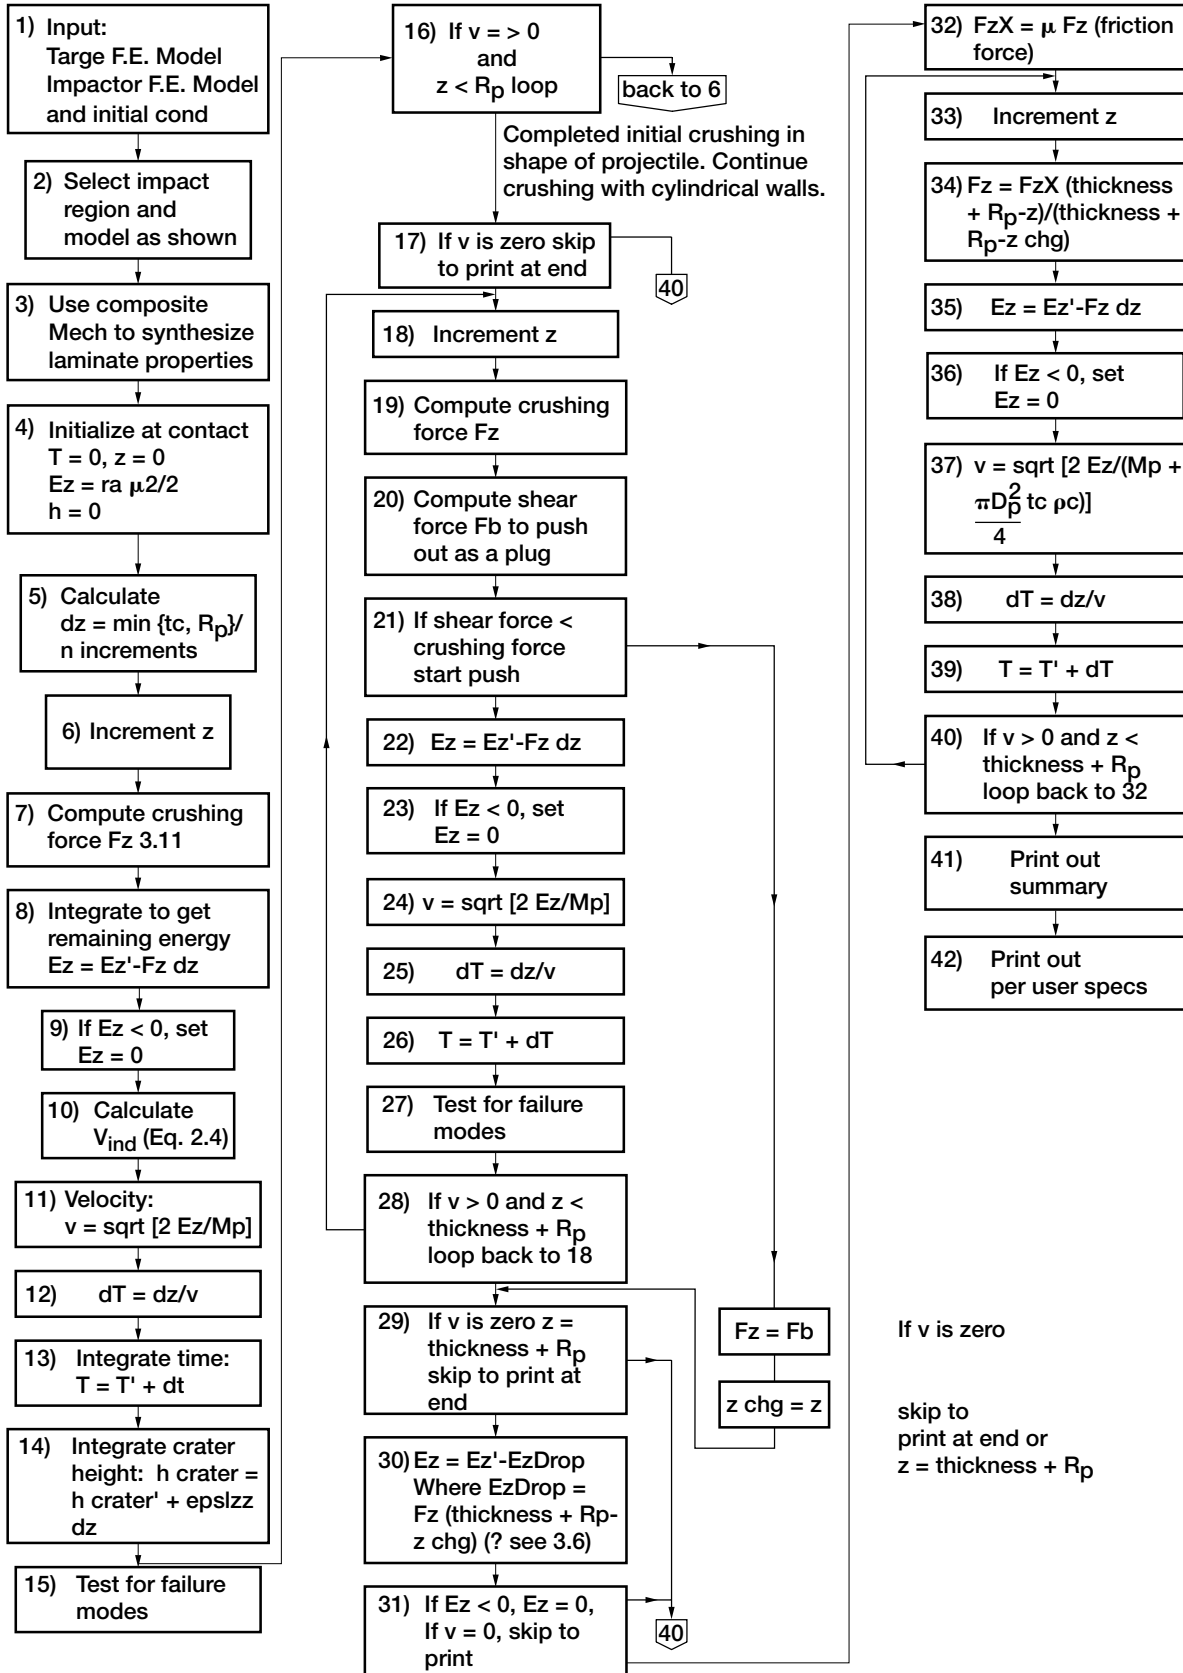 1) Input:
Targe F.E. Model
Impactor F.E. Model
and initial cond
2) Select impact
region and
model as shown
3) Use composite
Mech to synthesize
laminate properties
4) Initialize at contact
T = 0, z = 0
Ez = ra μ2/2
h = 0
5) Calculate
dz = min {tc, Rp}/
n increments
6) Increment z
7) Compute crushing
force Fz 3.11
8) Integrate to get
remaining energy
Ez = Ez'-Fz dz
9) If Ez < 0, set
Ez = 0
10) Calculate
Vind (Eq. 2.4)
11) Velocity:
v = sqrt [2 Ez/Mp]
12) dT = dz/v
13) Integrate time:
T = T' + dt
14) Integrate crater
height: h crater =
h crater' + epslzz
dz
15) Test for failure
modes
16) If v = > 0
and
z < Rp loop
back to 6
Completed initial crushing in
shape of projectile. Continue
crushing with cylindrical walls.
17) If v is zero skip
to print at end
40
18) Increment z
19) Compute crushing
force Fz
20) Compute shear
force Fb to push
out as a plug
21) If shear force <
crushing force
start push
22) Ez = Ez'-Fz dz
23) If Ez < 0, set
Ez = 0
24) v = sqrt [2 Ez/Mp]
25) dT = dz/v
26) T = T' + dT
27) Test for failure
modes
28) If v > 0 and z <
thickness + Rp
loop back to 18
29) If v is zero z =
thickness + Rp
skip to print at
end
Fz = Fb
z chg = z
30) Ez = Ez'-EzDrop
Where EzDrop =
Fz (thickness + Rp-
z chg) (? see 3.6)
31) If Ez < 0, Ez = 0,
If v = 0, skip to
print
40
32) FzX = μ Fz (friction
force)
33) Increment z
34) Fz = FzX (thickness
+ Rp-z)/(thickness +
Rp-z chg)
35) Ez = Ez'-Fz dz
36) If Ez < 0, set
Ez = 0
37) v = sqrt [2 Ez/(Mp +
πDp2 tc ρc)]
4
38) dT = dz/v
39) T = T' + dT
40) If v > 0 and z <
thickness + Rp
loop back to 32
41) Print out
summary
42) Print out
per user specs
If v is zero
skip to
print at end or
z = thickness + Rp